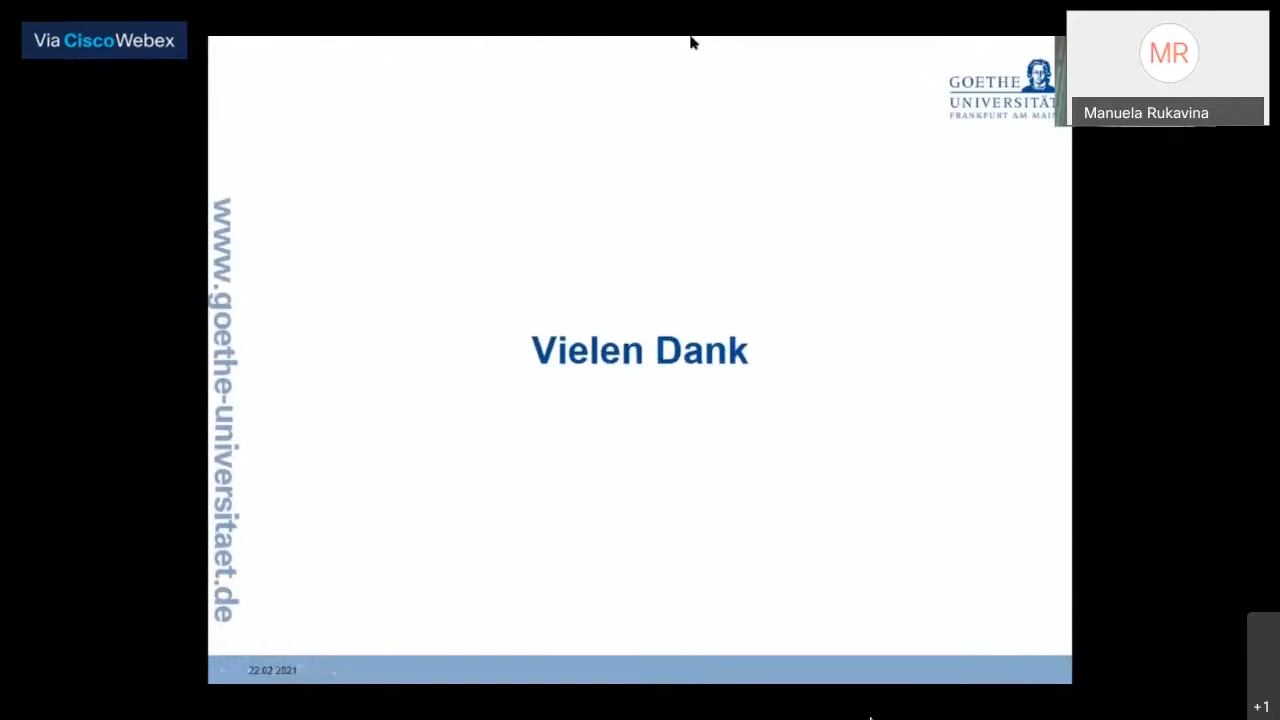 Via Cisco Webex
MR
Manuela Rukavina
GOETHE
UNIVERSITÄT
FRANKFURT AM MAIN
www.goethe-universitaet.de
Vielen Dank
22.02.2021
+1